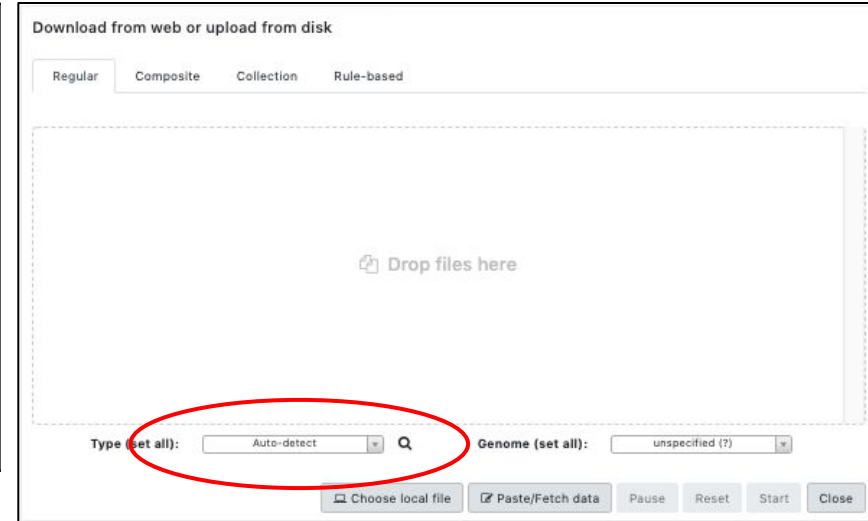 Download from web or upload from disk
Regular Composite Collection Rule-based
Drop files here
Type (set all): Auto-detect Genome (set all): unspecified (?)
Choose local file Paste/Fetch data Pause Reset Start Close